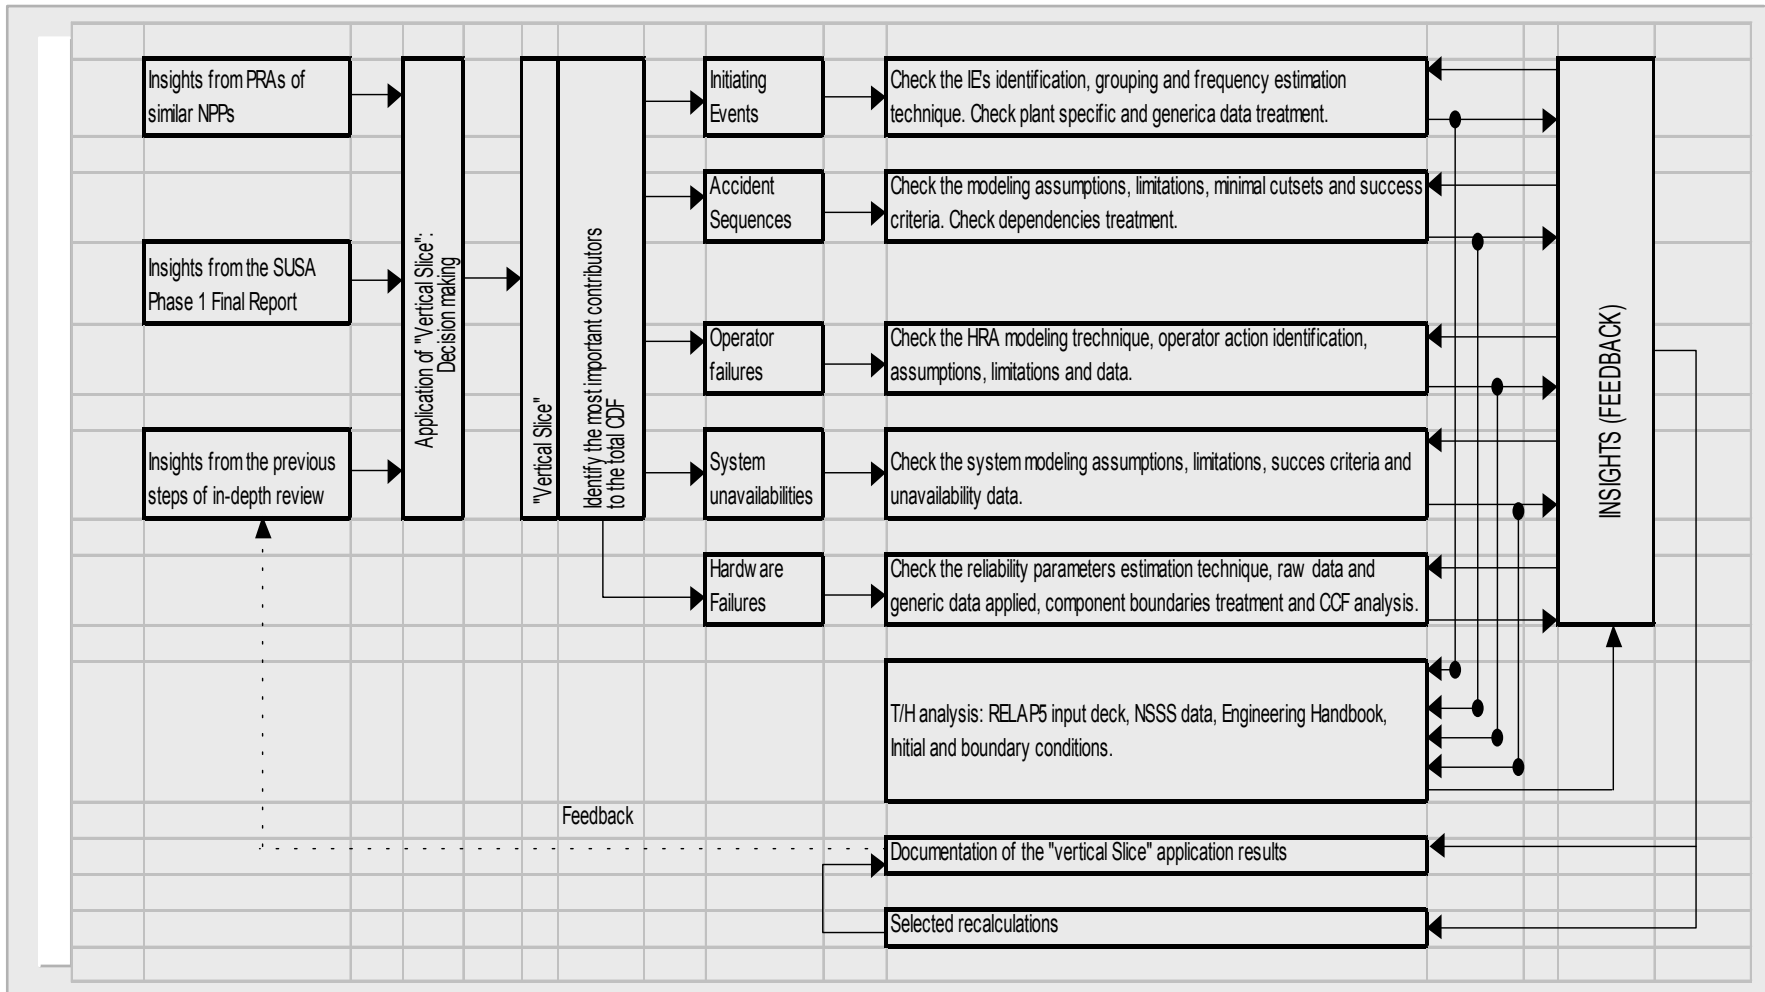 Insights from PRAs of
similar NPPs
Insights from the SUSA
Phase 1 Final Report
Insights from the previous
steps of in-depth review
Application of "Vertical Slice":
Decision making
"Vertical Slice"
Identify the most important contributors
to the total CDF
Initiating
Events
Check the IE's identification, grouping and frequency estimation
technique. Check plant specific and generica data treatment.
Accident
Sequences
Check the modeling assumptions, limitations, minimal cutsets and success
criteria. Check dependencies treatment.
Operator
failures
Check the HRA modeling trechnique, operator action identification,
assumptions, limitations and data.
System
unavailabilities
Check the system modeling assumptions, limitations, succes criteria and
unavailability data.
Hardware
Failures
Check the reliability parameters estimation technique, raw data and
generic data applied, component boundaries treatment and CCF analysis.
T/H analysis: RELAP5 input deck, NSSS data, Engineering Handbook,
Initial and boundary conditions.
INSIGHTS (FEEDBACK)
Feedback
Documentation of the "vertical Slice" application results
Selected recalculations